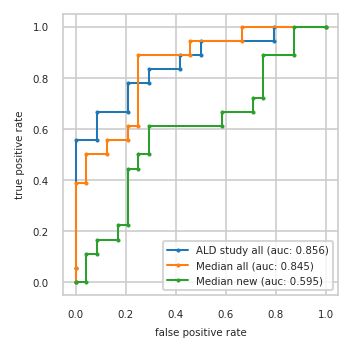 true positive rate
1.0
0.8
0.6
0.4
0.2
0.0
ALD study all (auc: 0.856)
Median all (auc: 0.845)
Median new (auc: 0.595)
0.0 0.2 0.4 0.6 0.8 1.0
false positive rate